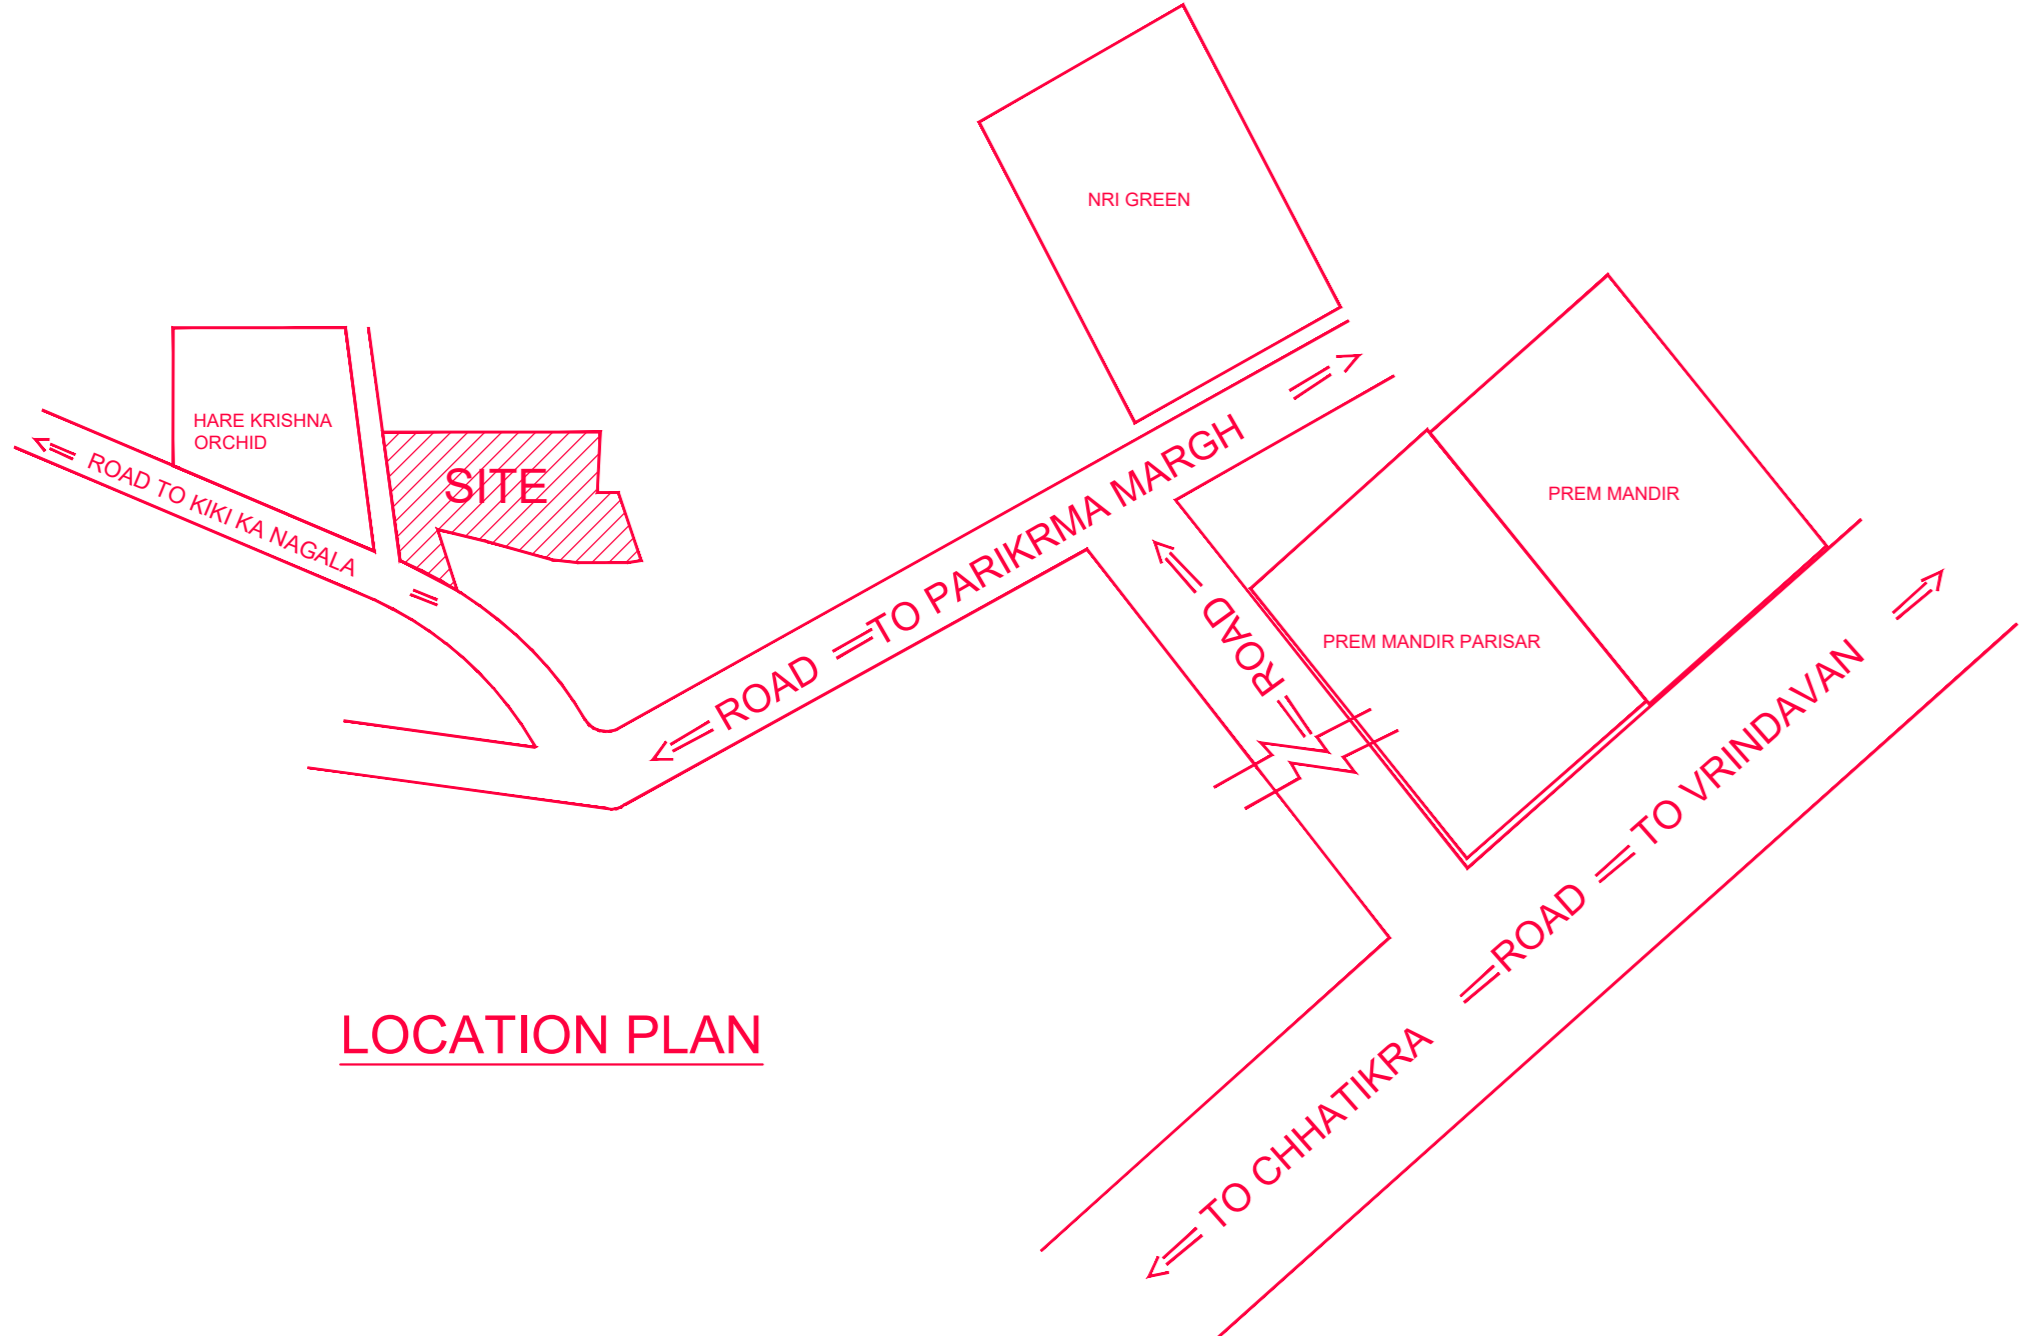 NRI GREEN
HARE KRISHNA
ORCHID
SITE
ROAD TO KIKI KA NAGALA
ROAD TO PARIKRMA MARGH
PREM MANDIR
PREM MANDIR PARISAR
ROAD
TO CHHATIKRA ROAD TO VRINDAVAN
LOCATION PLAN